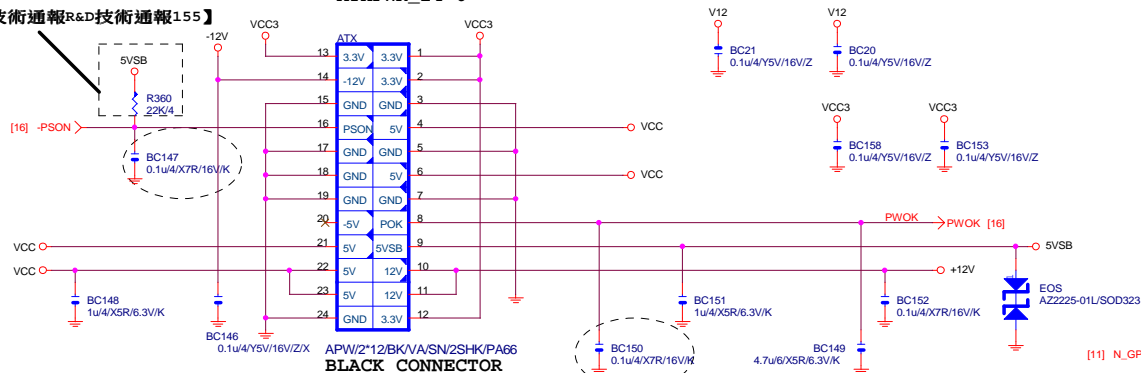 技術通報R&D技術通報155】
VCC3
-12V
5VSB
R360
22K/4
[16] -PSON
BC147
0.1u/4/X7R/16V/K
ATX
VCC3
13 3.3V 3.3V 1
14 -12V 3.3V 2
15 GND GND 3
16 PSON 5V 4
17 GND GND 5
18 GND 5V 6
19 GND GND 7
20 -5V POK 8
21 5V 5VSB 9
22 5V 12V 10
23 5V 12V 11
24 GND 3.3V 12
VCC
VCC
VCC
VCC
BC148
1u/4/X5R/6.3V/K
BC146
0.1u/4/Y5V/16V/Z/X
APW/2*12/BK/VA/SN/2SHK/PA66
BLACK CONNECTOR
V12
BC21
0.1u/4/Y5V/16V/Z
V12
BC20
0.1u/4/Y5V/16V/Z
VCC3
BC158
0.1u/4/Y5V/16V/Z
VCC3
BC153
0.1u/4/Y5V/16V/Z
PWOK
PWOK [16]
5VSB
+12V
BC151
1u/4/X5R/6.3V/K
BC152
0.1u/4/X7R/16V/K
EOS
AZ2225-01L/SOD323
BC150
0.1u/4/X7R/16V/K
BC149
4.7u/6/X5R/6.3V/K
[11] N_GP